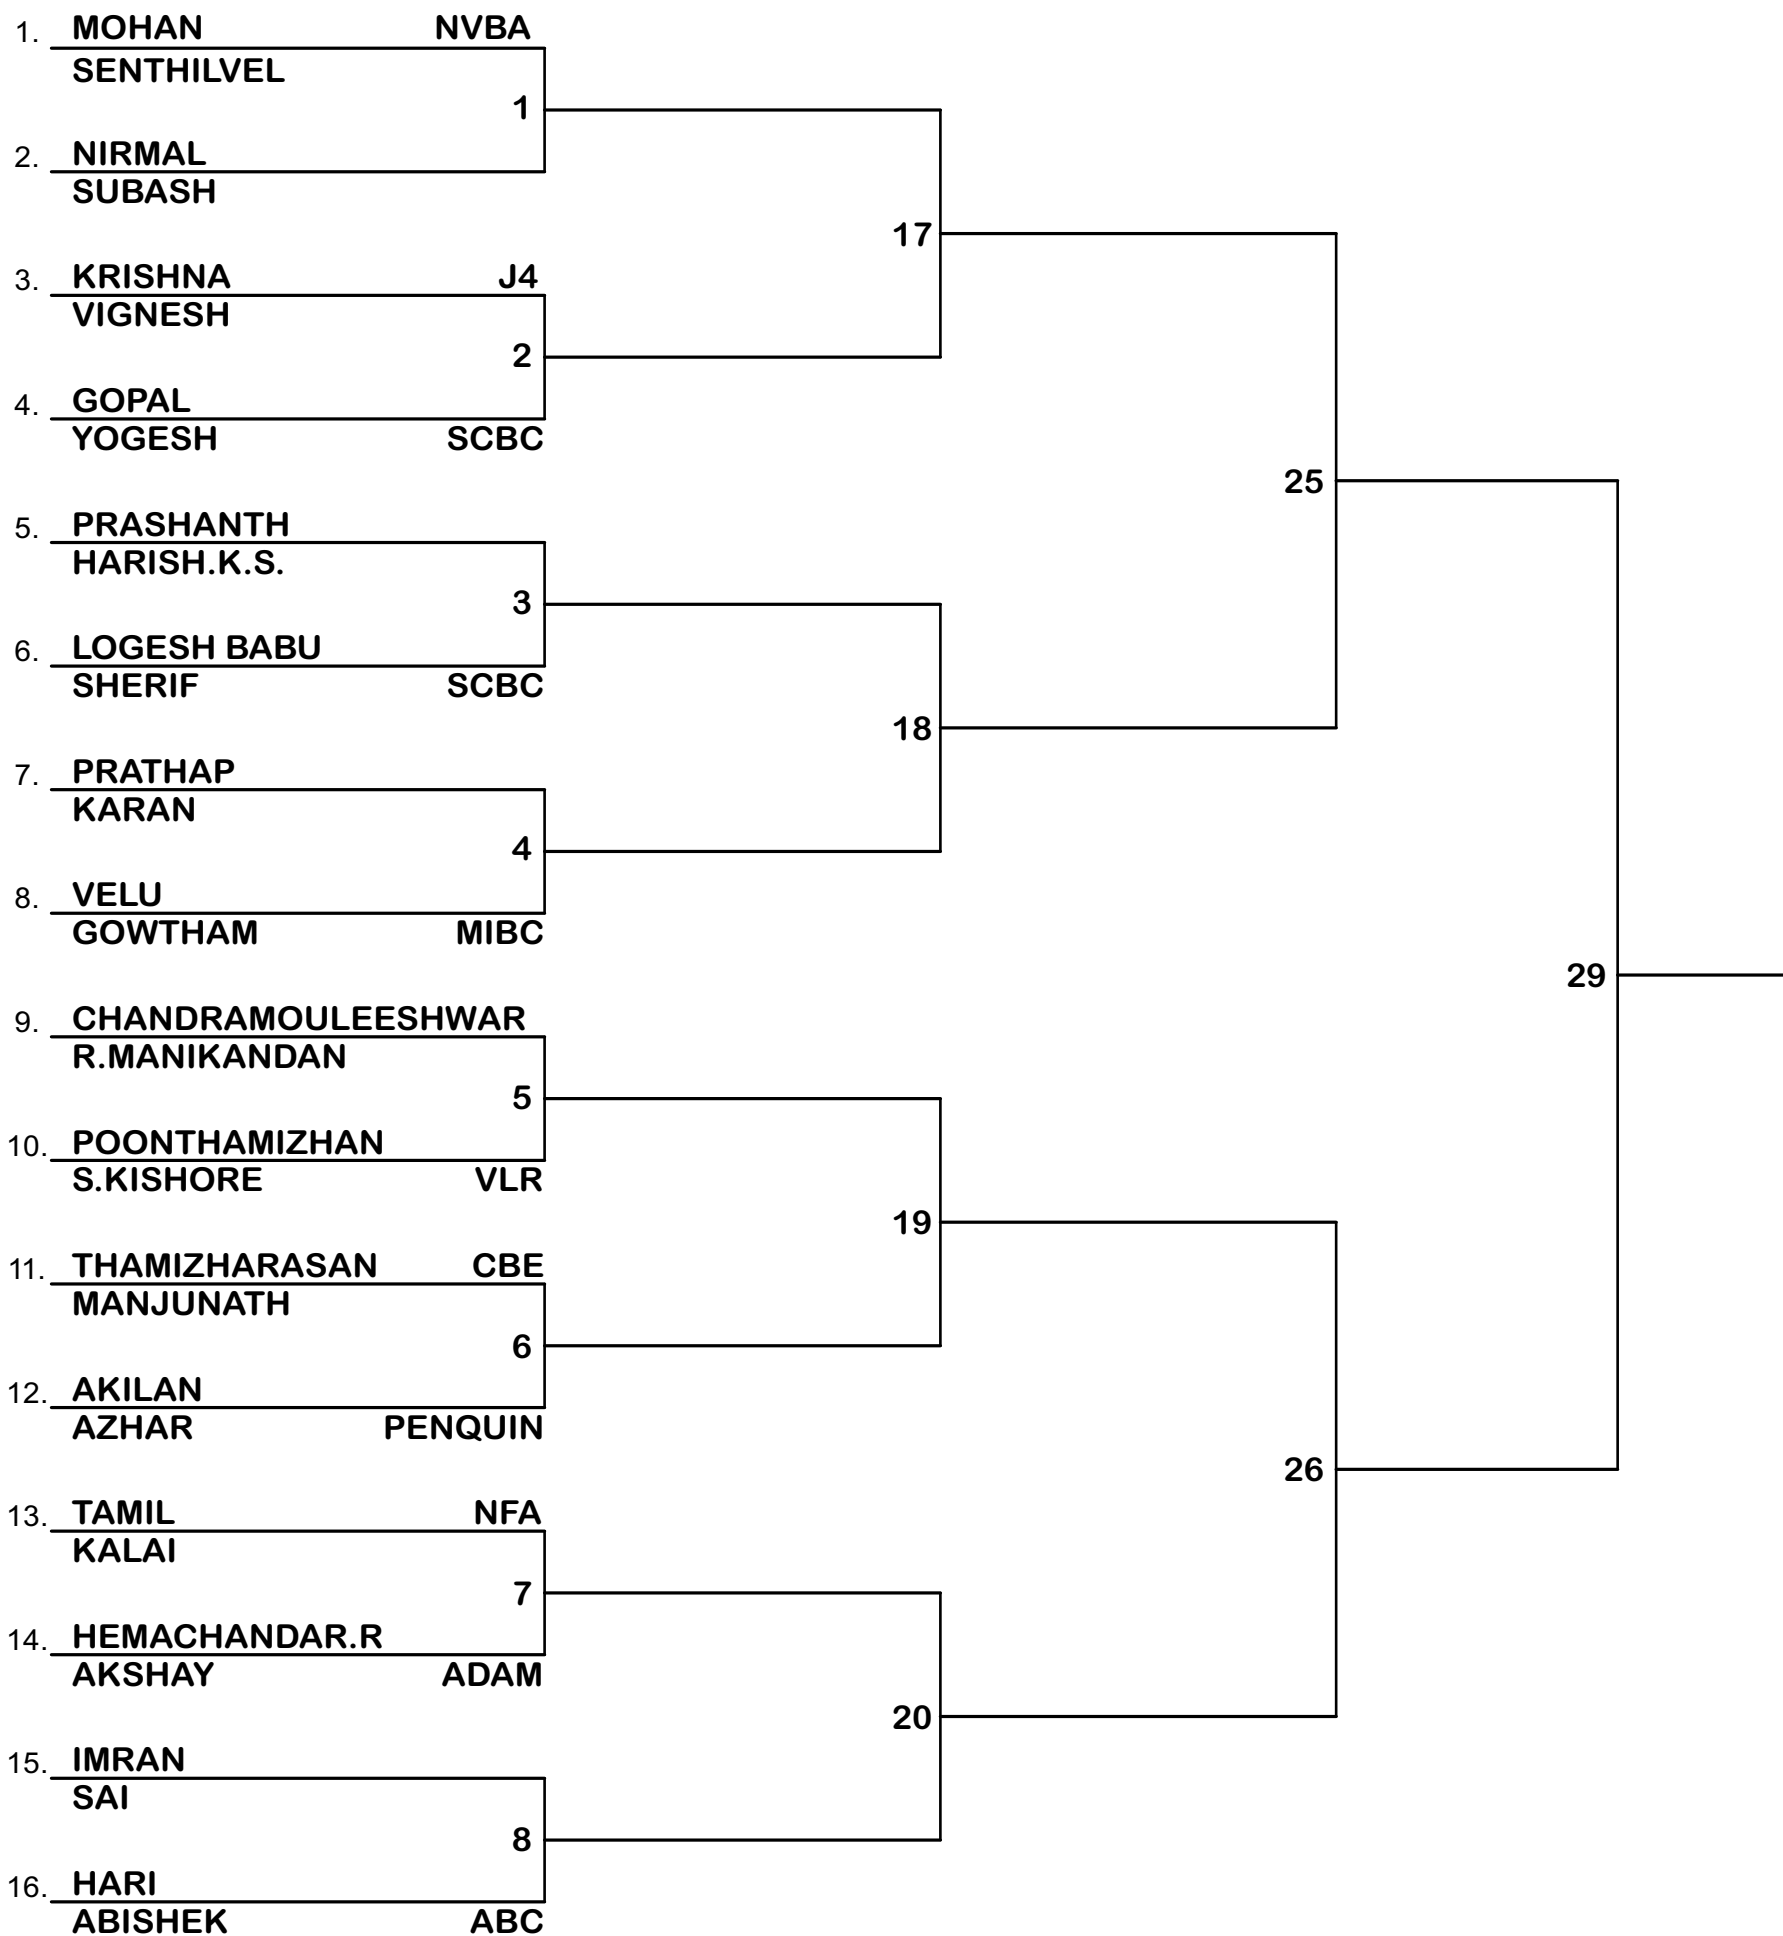 1. MOHAN NVBA
SENTHILVEL
1
2. NIRMAL
SUBASH
17
3. KRISHNA J4
VIGNESH
2
4. GOPAL
YOGESH SCBC
25
5. PRASHANTH
HARISH.K.S.
3
6. LOGESH BABU
SHERIF SCBC
18
7. PRATHAP
KARAN
4
8. VELU
GOWTHAM MIBC
29
9. CHANDRAMOULEESHWAR
R.MANIKANDAN
5
10. POONTHAMIZHAN
S.KISHORE VLR
19
11. THAMIZHARASAN CBE
MANJUNATH
6
12. AKILAN
AZHAR PENQUIN
26
13. TAMIL NFA
KALAI
7
14. HEMACHANDAR.R
AKSHAY ADAM
20
15. IMRAN
SAI
8
16. HARI
ABISHEK ABC